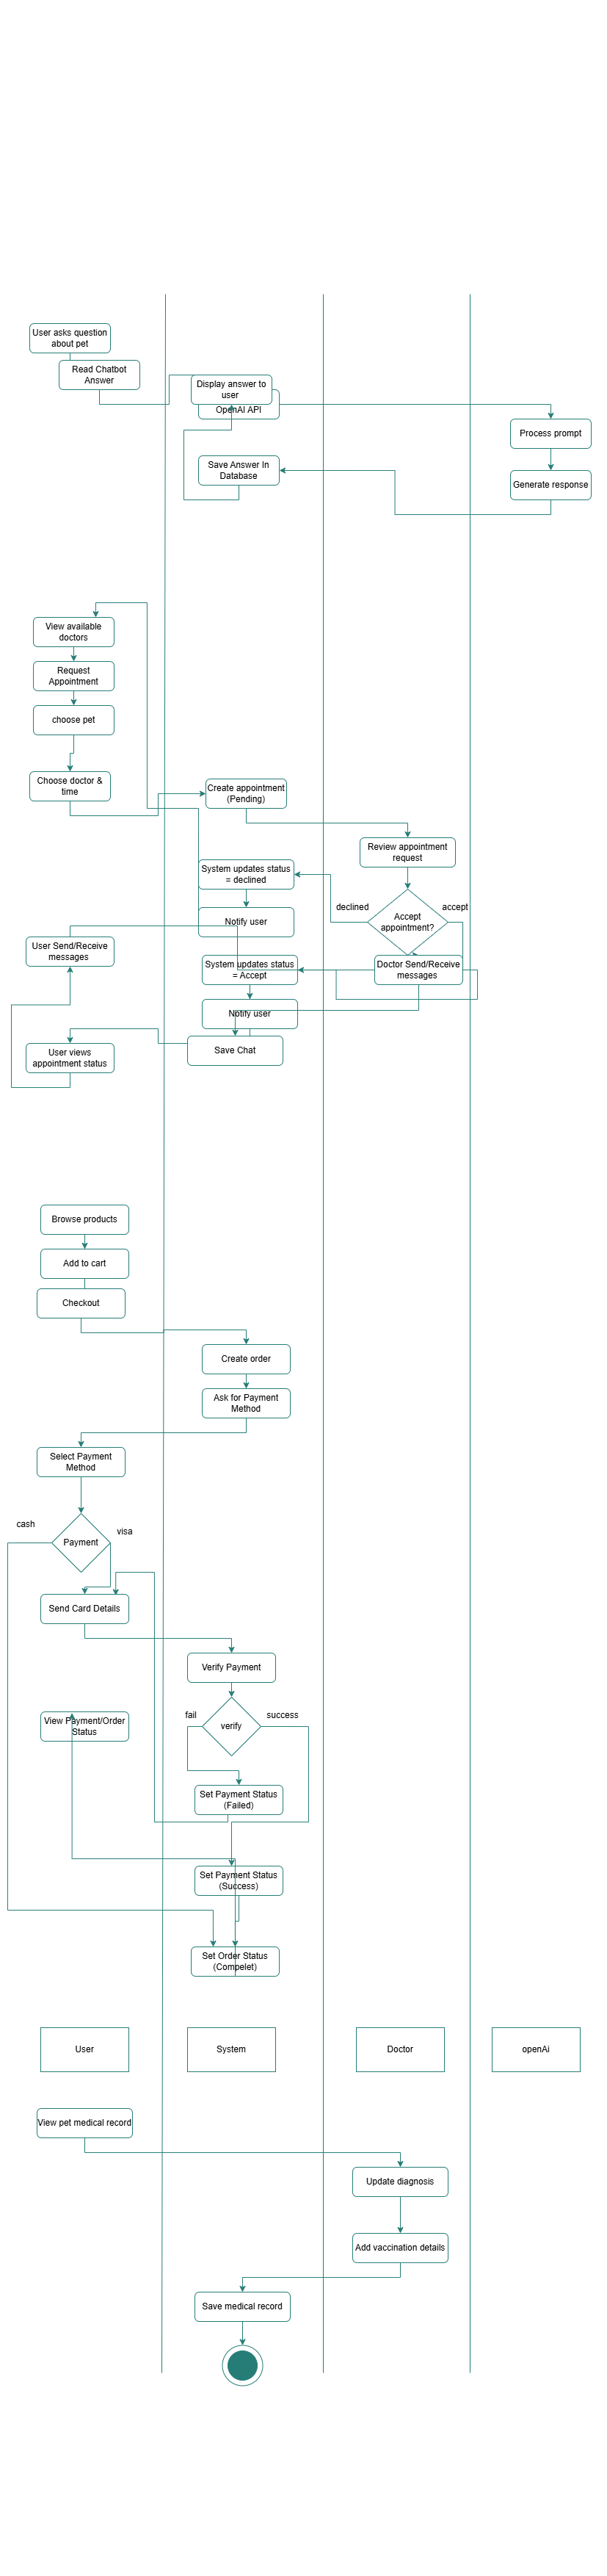 User asks question
about pet
Read Chatbot
Answer
Display answer to
user
OpenAI API
Process prompt
Save Answer In
Database
Generate response
View available
doctors
Request
Appointment
choose pet
Choose doctor &
time
Create appointment
(Pending)
Review appointment
request
System updates status
= declined
declined
accept
Accept
appointment?
Notify user
User Send/Receive
messages
System updates status
= Accept
Doctor Send/Receive
messages
Notify user
Save Chat
User views
appointment status
Browse products
Add to cart
Checkout
Create order
Ask for Payment
Method
Select Payment
Method
cash
visa
Payment
Send Card Details
Verify Payment
View Payment/Order
Status
fail
success
verify
Set Payment Status
(Failed)
Set Payment Status
(Success)
Set Order Status
(Compelet)
User
System
Doctor
openAi
View pet medical record
Update diagnosis
Add vaccination details
Save medical record